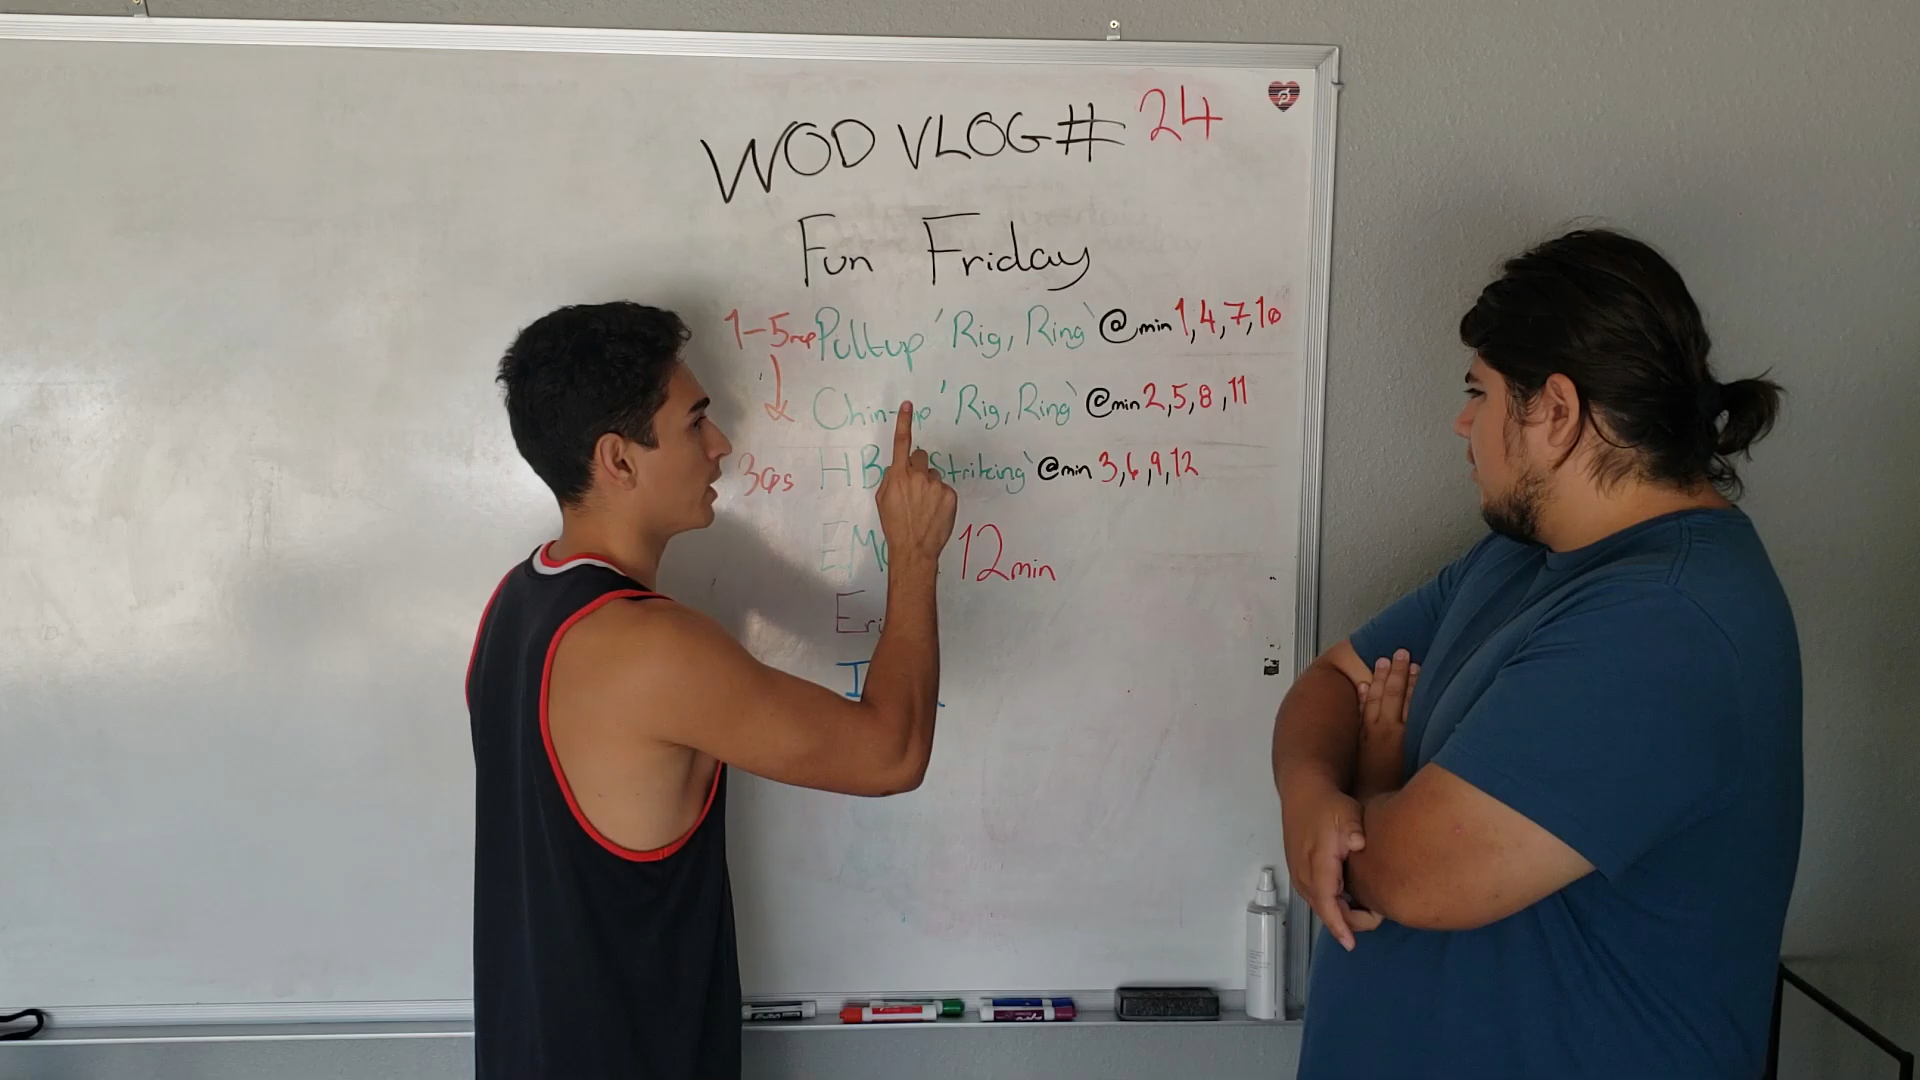 WOD VLOG# 24
Fun Friday
1-5rep Pullup 'Rig, Ring' @min 1,4,7,10
Chin-up 'Rig, Ring' @min 2,5,8,11
HB Striking' @min 3,6,9,12
12min